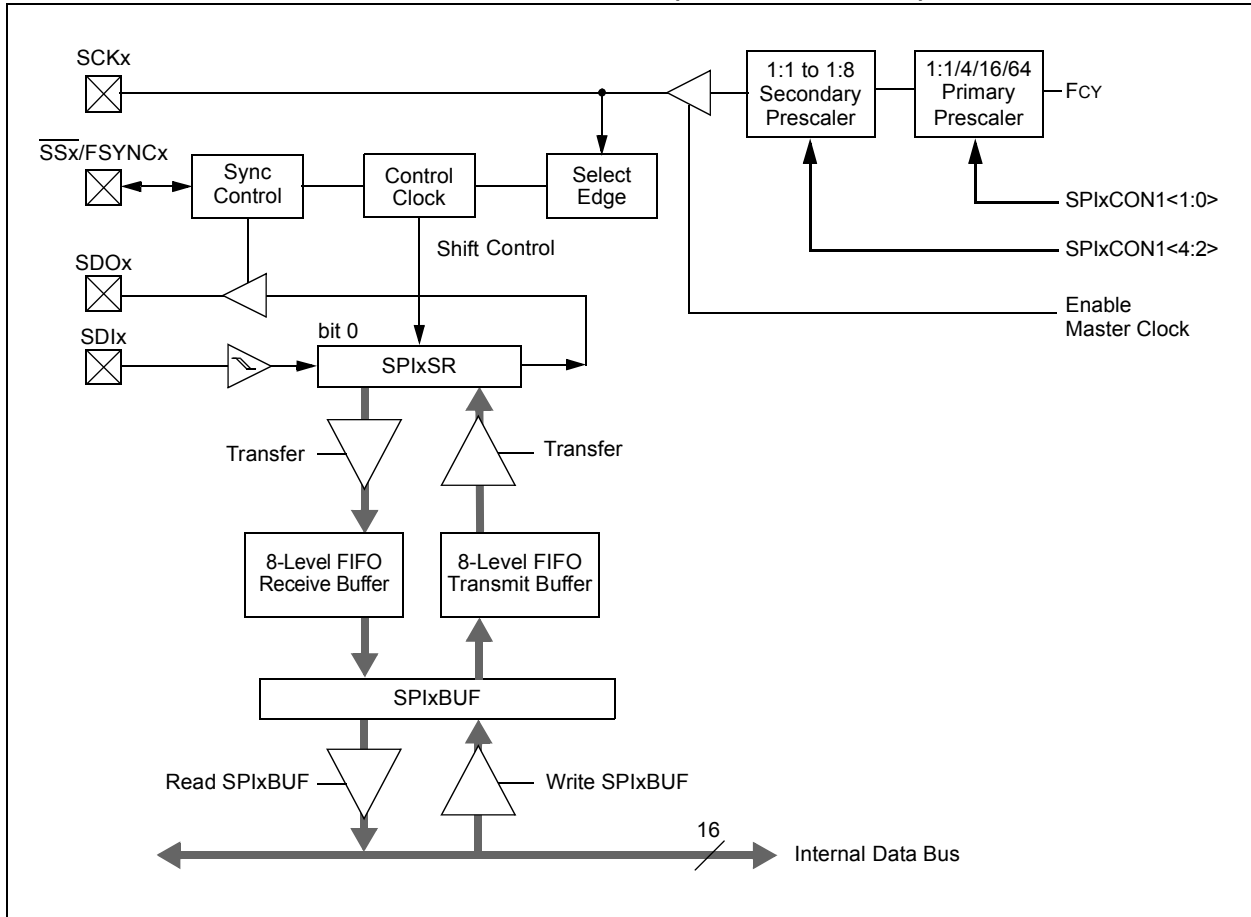 SCKx
1:1 to 1:8
Secondary
Prescaler
1:1/4/16/64
Primary
Prescaler
FCY
SSx/FSYNCx
Sync
Control
Control
Clock
Select
Edge
SPIxCON1<1:0>
Shift Control
SPIxCON1<4:2>
SDOx
Enable
Master Clock
SDIx
bit 0
SPIxSR
Transfer
Transfer
8-Level FIFO
Receive Buffer
8-Level FIFO
Transmit Buffer
SPIxBUF
Read SPIxBUF
Write SPIxBUF
16
Internal Data Bus